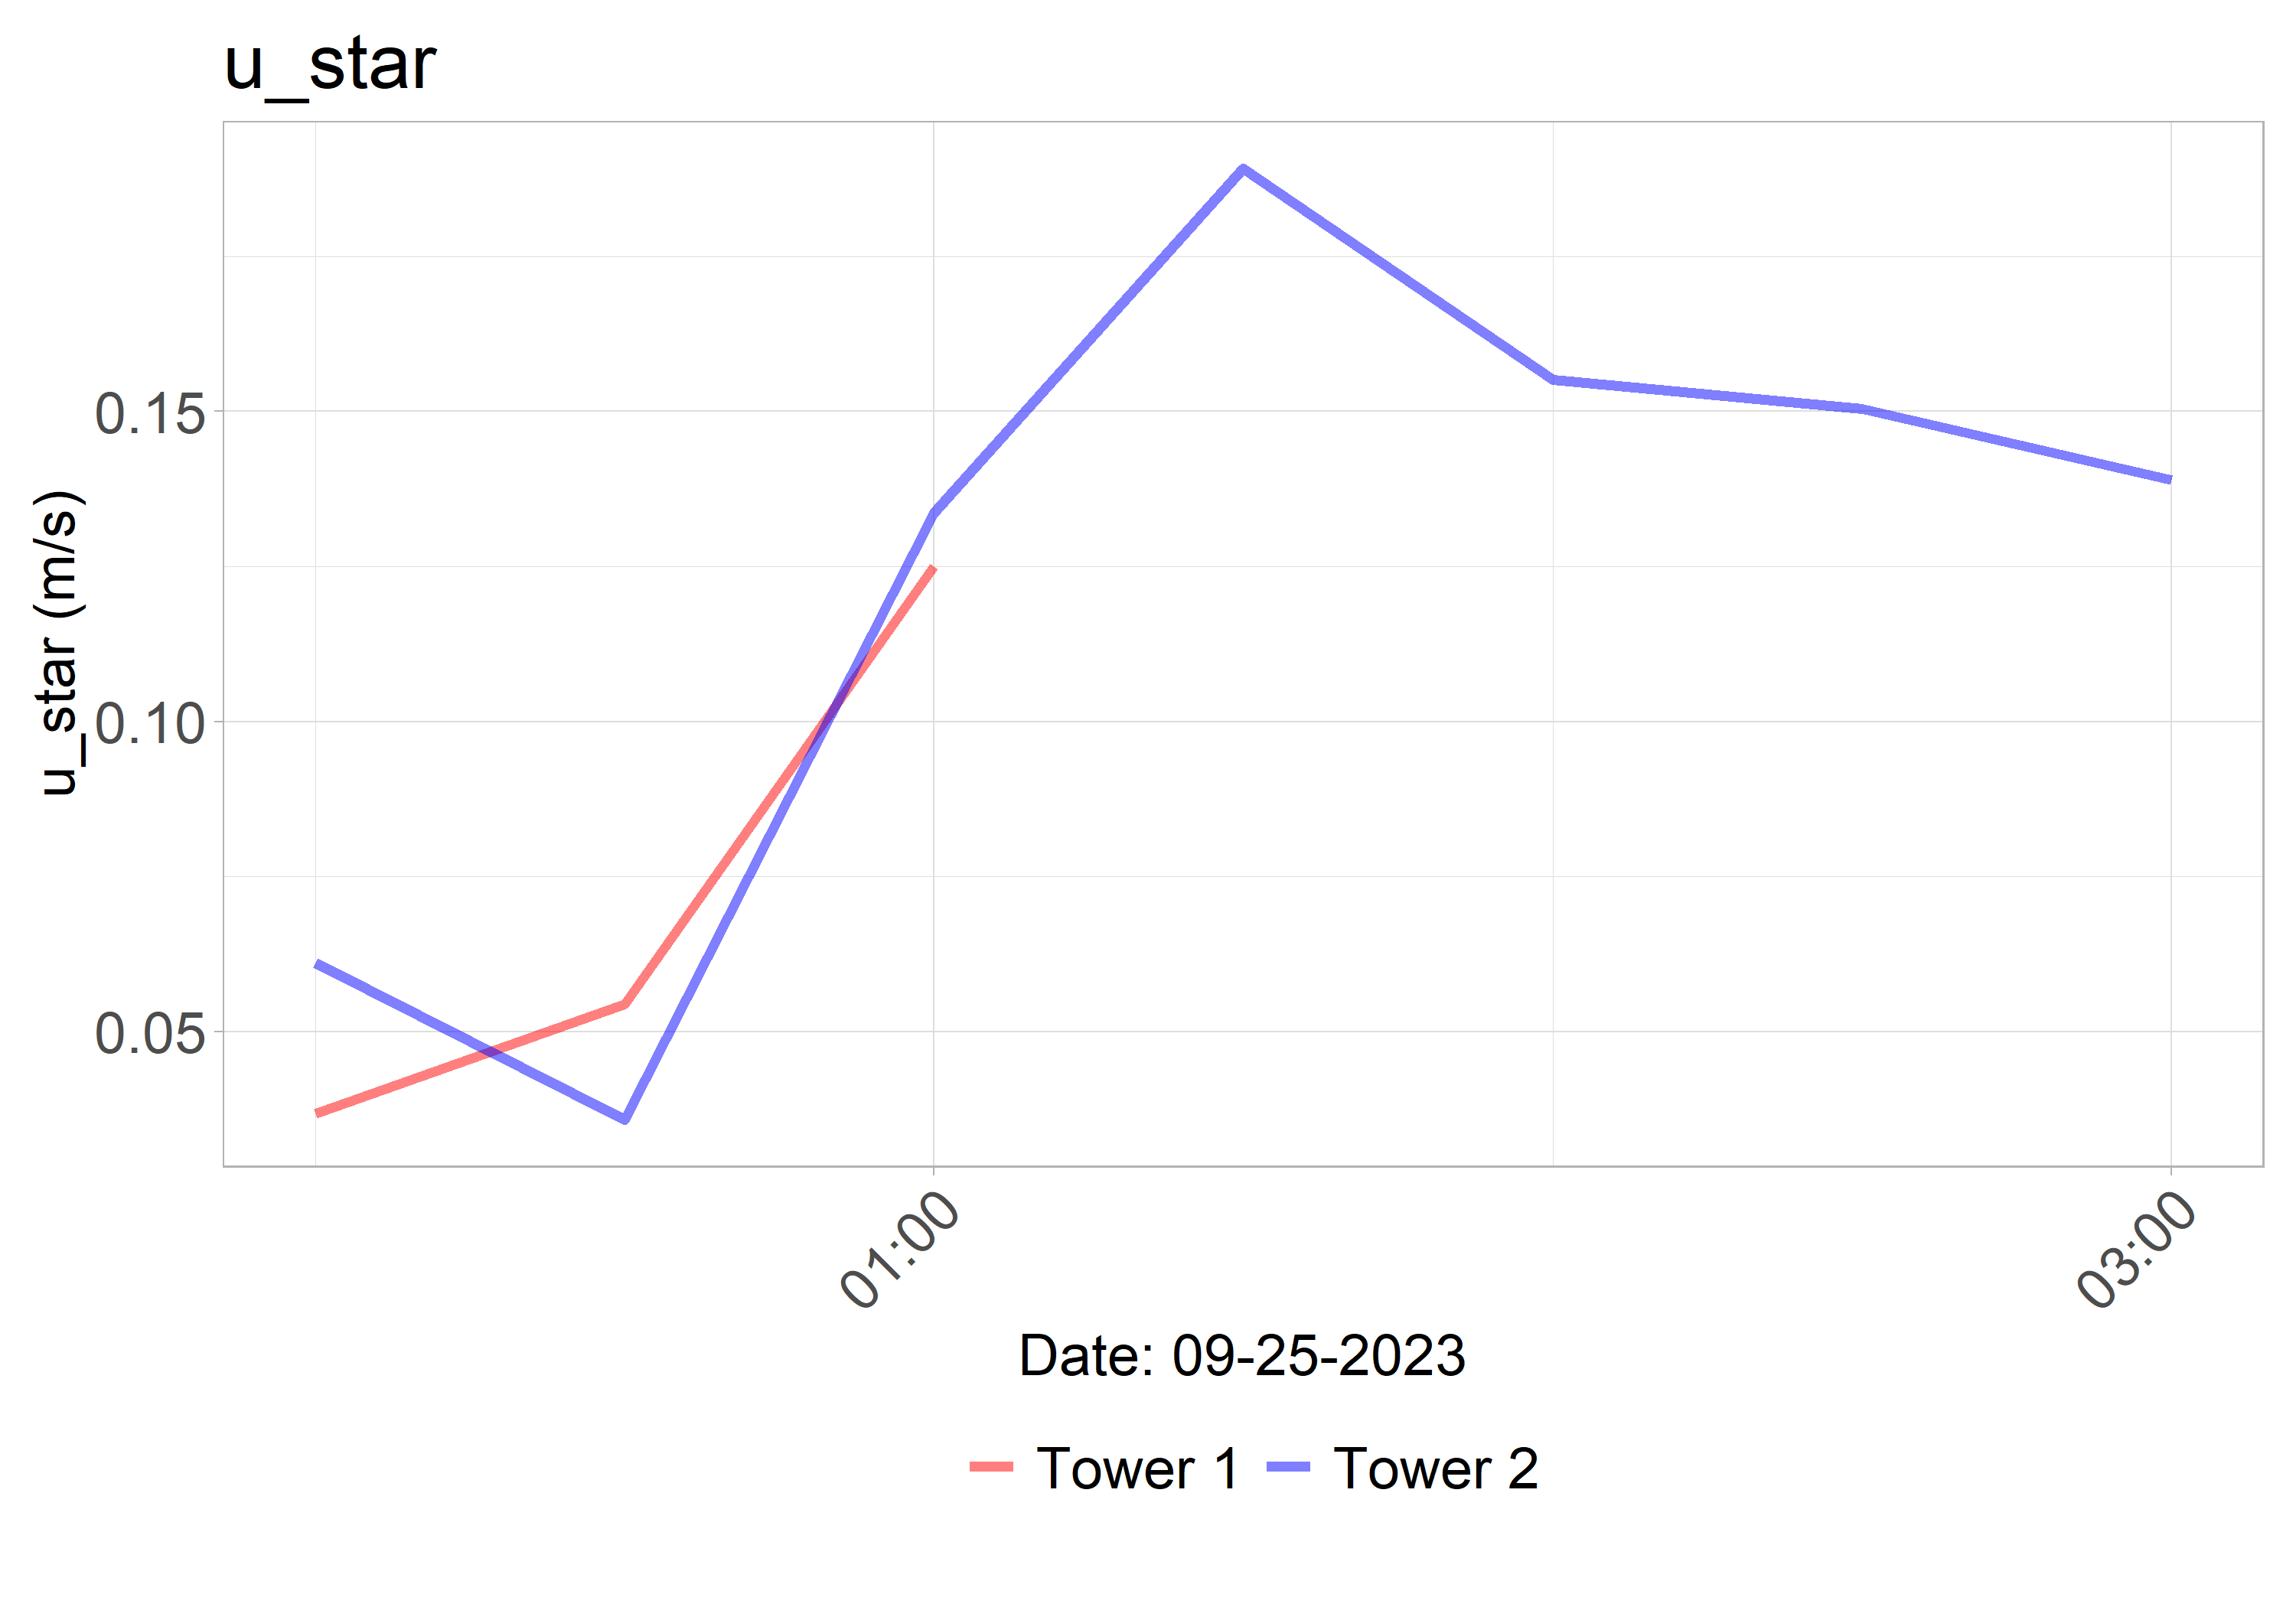 u_star
u_star (m/s)
0.15
0.10
0.05
01:00
03:00
Date: 09-25-2023
Tower 1 Tower 2